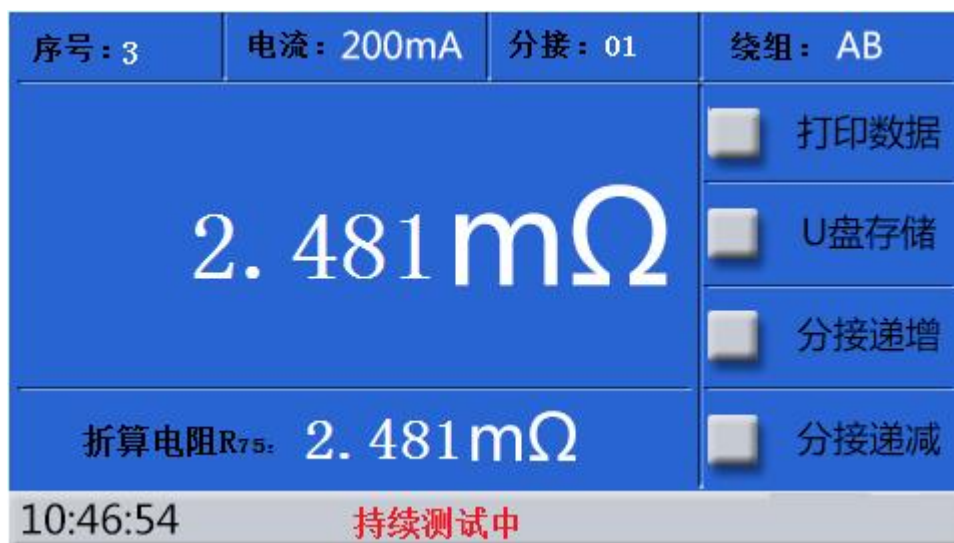 序号:3 电流:200mA 分接:01 绕组: AB
打印数据
2.481mΩ
U盘存储
分接递增
折算电阻R75: 2.481mΩ
分接递减
10:46:54 持续测试中